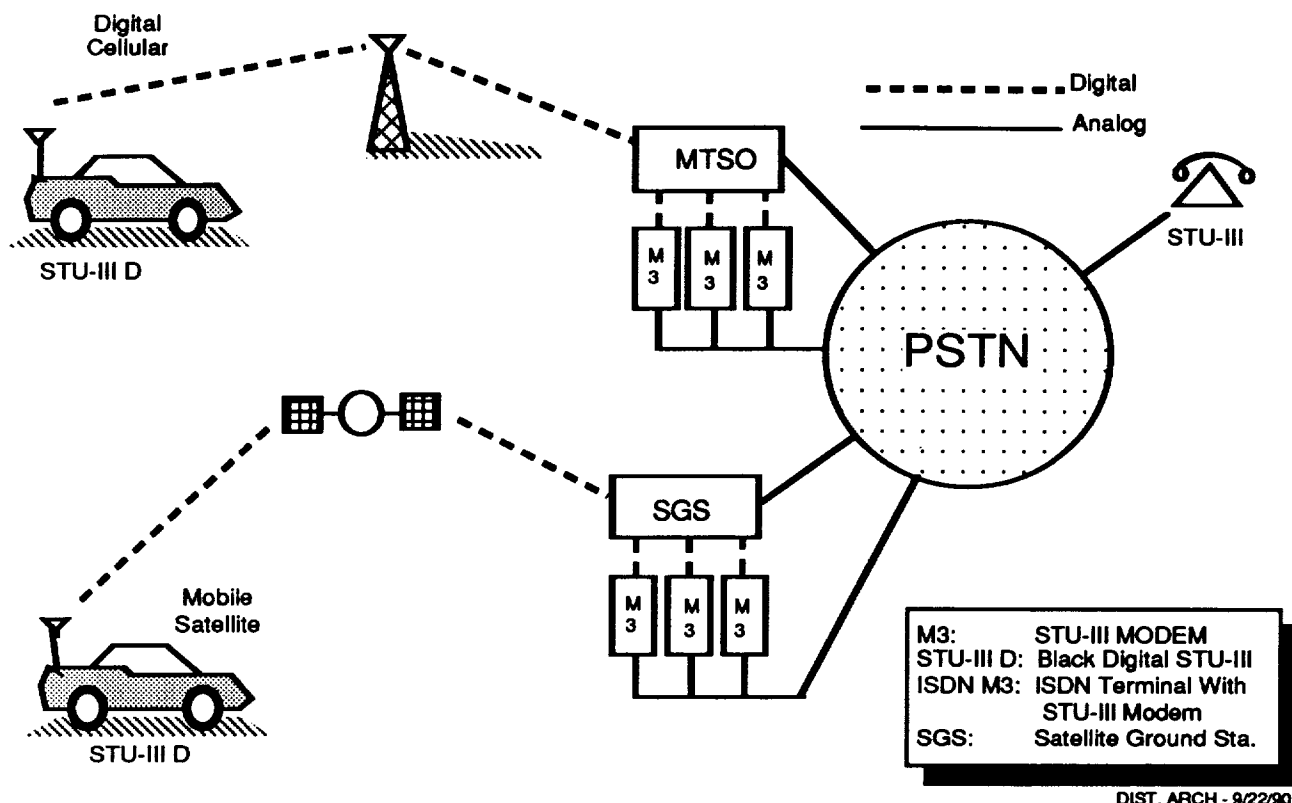 Digital
Cellular
Digital
Analog
MTSO
M
3
M
3
M
3
STU-III
STU-III D
PSTN
SGS
M
3
M
3
M
3
Mobile
Satellite
STU-III D
M3: STU-III MODEM
STU-III D: Black Digital STU-III
ISDN M3: ISDN Terminal With
STU-III Modem
SGS: Satellite Ground Sta.
DIST. ARCH - 9/22/90